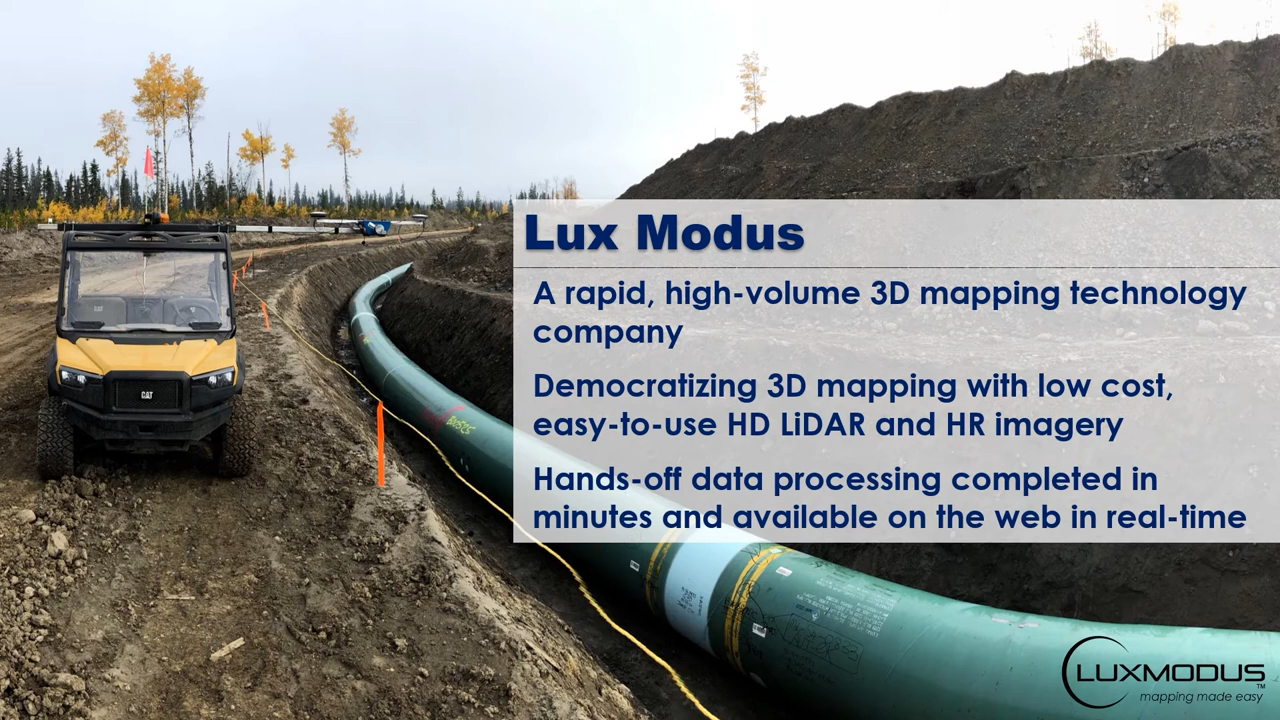 Lux Modus
A rapid, high-volume 3D mapping technology
company
Democratizing 3D mapping with low cost,
easy-to-use HD LiDAR and HR imagery
Hands-off data processing completed in
minutes and available on the web in real-time
CAT
LUXMODUS™
mapping made easy